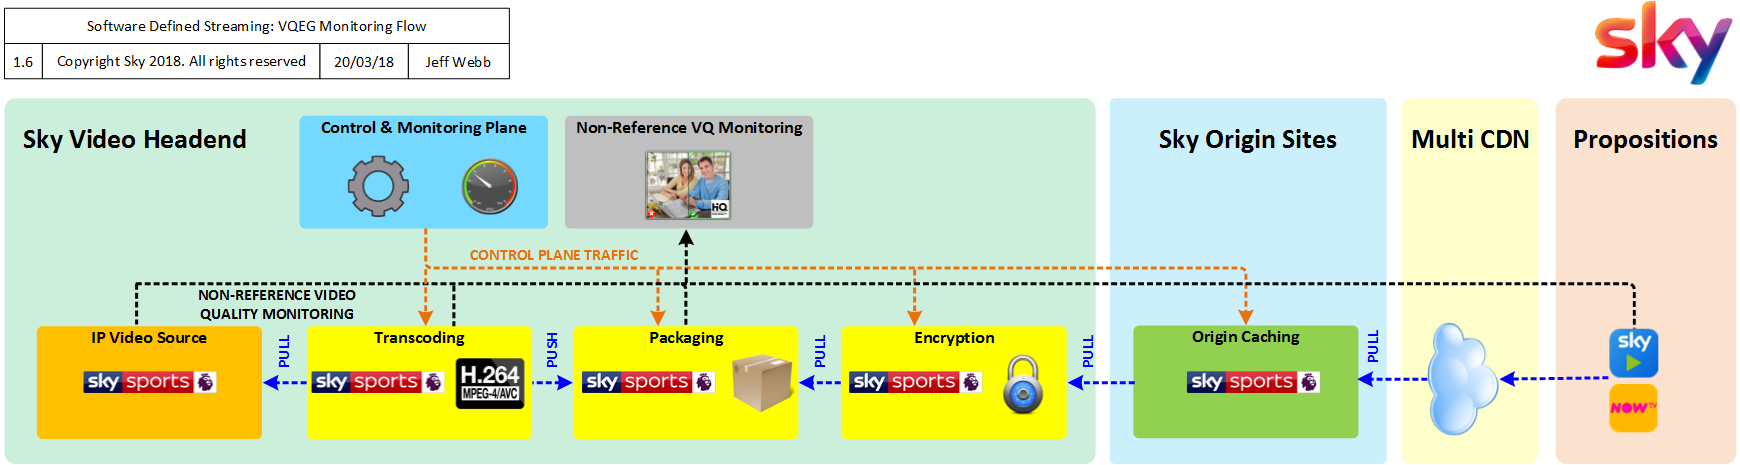 Software Defined Streaming: VQEG Monitoring Flow
1.6
Copyright Sky 2018. All rights reserved
20/03/18
Jeff Webb
sky
Sky Video Headend
Control & Monitoring Plane
Non-Reference VQ Monitoring
HiQ
Sky Origin Sites
Multi CDN
Propositions
CONTROL PLANE TRAFFIC
NON-REFERENCE VIDEO
QUALITY MONITORING
IP Video Source
sky sports
PULL
Transcoding
sky sports
H.264
MPEG-4/AVC
PUSH
Packaging
sky sports
PULL
Encryption
sky sports
PULL
Origin Caching
sky sports
PULL
sky
NOW TV